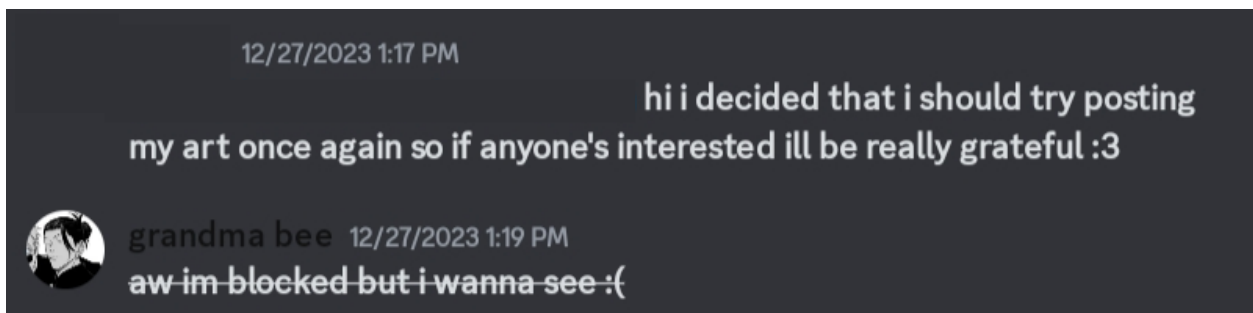 12/27/2023 1:17 PM
hi i decided that i should try posting
my art once again so if anyone's interested ill be really grateful :3
grandma bee 12/27/2023 1:19 PM
aw im blocked but i wanna see :(